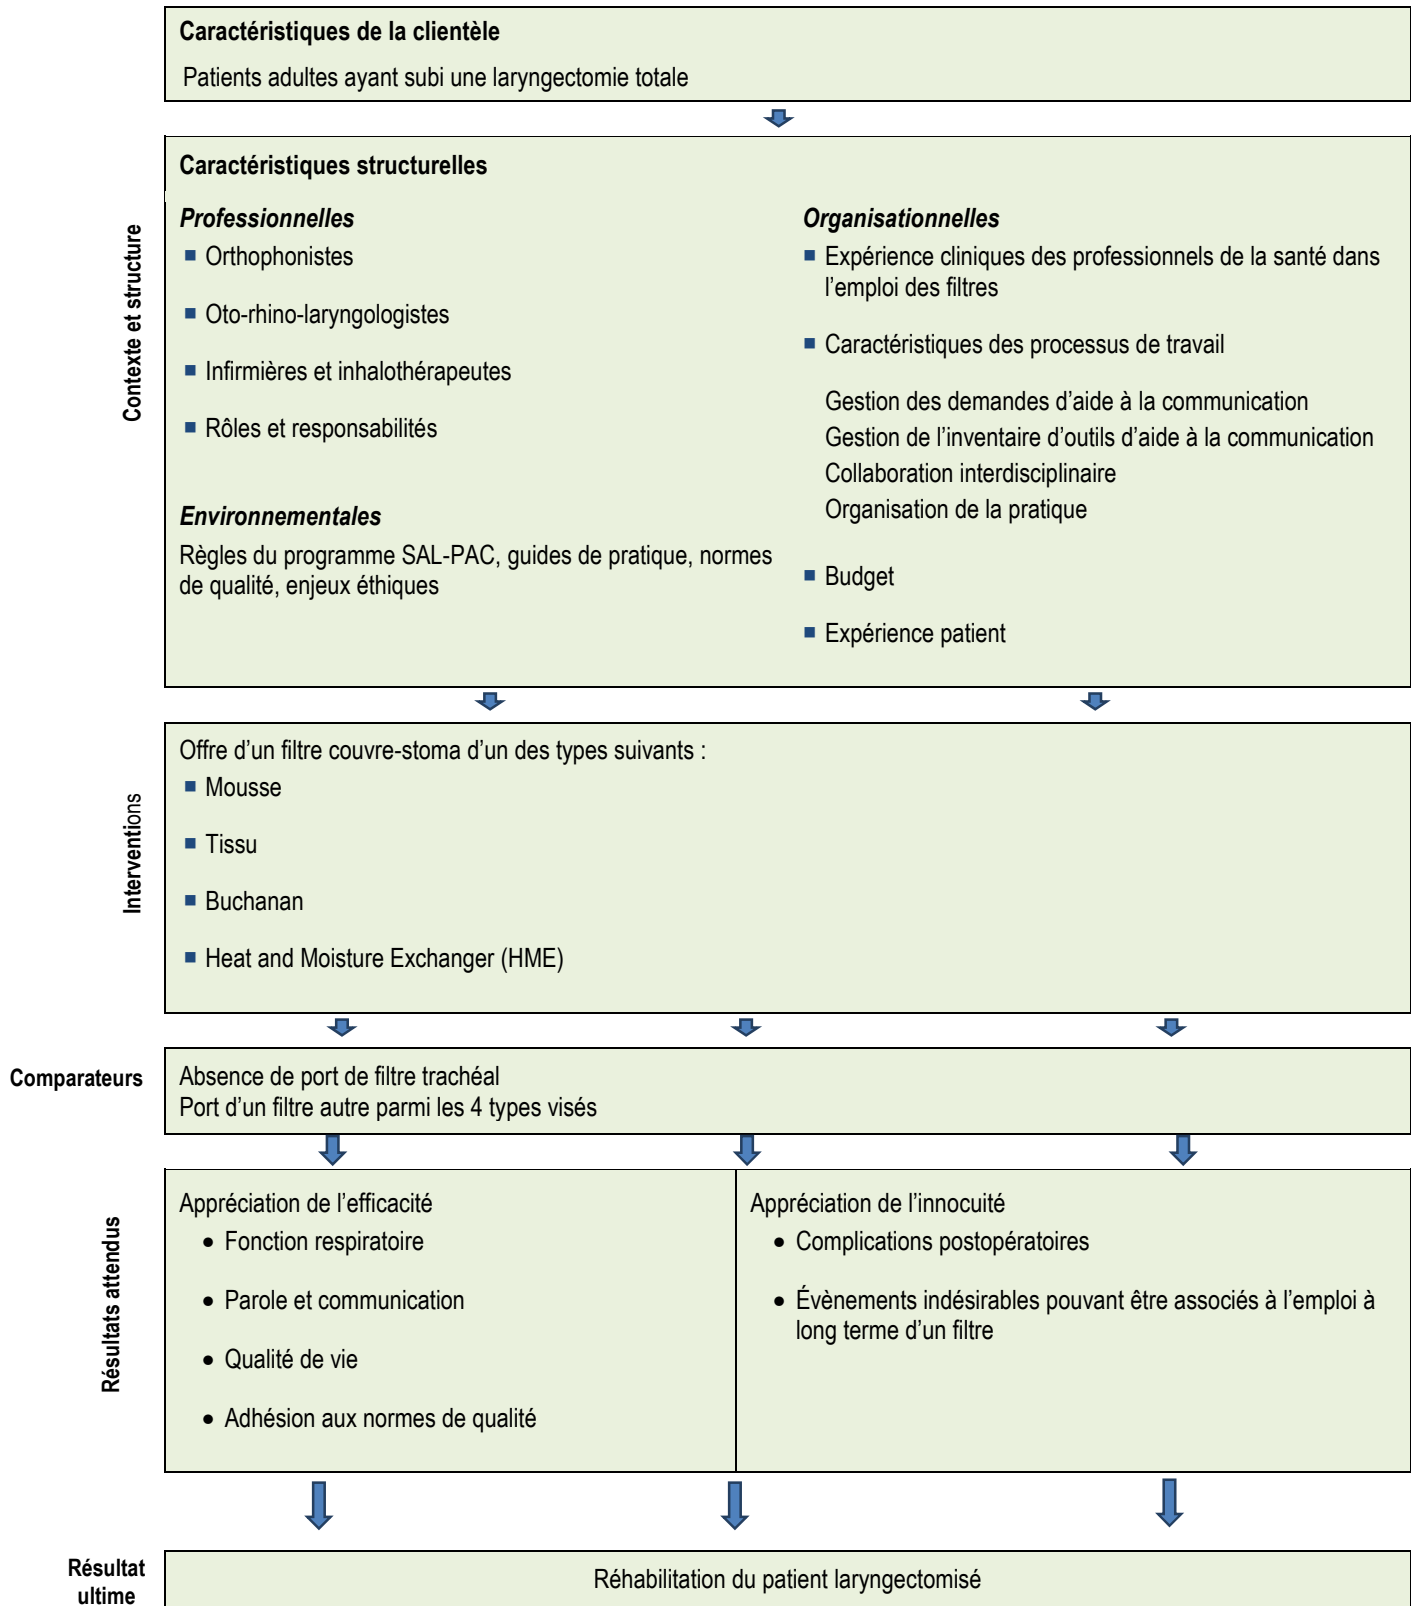 Caractéristiques de la clientèle
Patients adultes ayant subi une laryngectomie totale
Contexte et structure
Caractéristiques structurelles
Professionnelles
■ Orthophonistes
■ Oto-rhino-laryngologistes
■ Infirmières et inhalothérapeutes
■ Rôles et responsabilités
Environnementales
Règles du programme SAL-PAC, guides de pratique, normes
de qualité, enjeux éthiques
Organisationnelles
■ Expérience cliniques des professionnels de la santé dans
l’emploi des filtres
■ Caractéristiques des processus de travail
Gestion des demandes d’aide à la communication
Gestion de l’inventaire d’outils d’aide à la communication
Collaboration interdisciplinaire
Organisation de la pratique
■ Budget
■ Expérience patient
Interventions
Offre d’un filtre couvre-stoma d’un des types suivants :
■ Mousse
■ Tissu
■ Buchanan
■ Heat and Moisture Exchanger (HME)
Comparateurs
Absence de port de filtre trachéal
Port d’un filtre autre parmi les 4 types visés
Résultats attendus
Appréciation de l’efficacité
• Fonction respiratoire
• Parole et communication
• Qualité de vie
• Adhésion aux normes de qualité
Appréciation de l’innocuité
• Complications postopératoires
• Évènements indésirables pouvant être associés à l’emploi à
long terme d’un filtre
Résultat
ultime
Réhabilitation du patient laryngectomisé